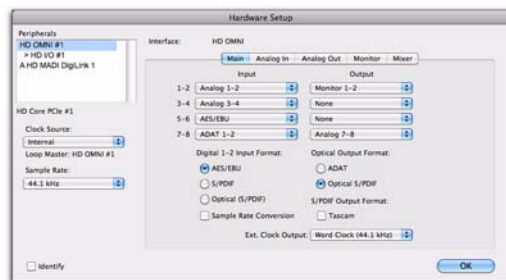 Hardware Setup
Peripherals
HD OMNI #1
> HD I/O #1
A HD MADI DigiLink 1
HD Core PCIe #1
Clock Source:
Internal
Loop Master: HD OMNI #1
Sample Rate:
44.1 kHz
Identify
Interface: HD OMNI
Main Analog In Analog Out Monitor Mixer
Input Output
1-2 Analog 1-2 Monitor 1-2
3-4 Analog 3-4 None
5-6 AES/EBU None
7-8 ADAT 1-2 Analog 7-8
Digital 1-2 Input Format: Optical Output Format:
AES/EBU ADAT
S/PDIF Optical S/PDIF
Optical (S/PDIF) S/PDIF Output Format:
Sample Rate Conversion Tascam
Ext. Clock Output: Word Clock (44.1 kHz)
OK